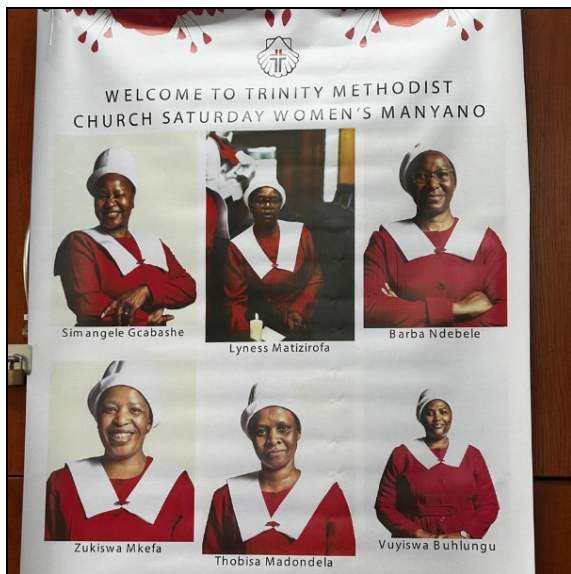 WELCOME TO TRINITY METHODIST
CHURCH SATURDAY WOMEN'S MANYANO
Simangele Gcabashe
Lyness Matizirofa
Barba Ndebele
Zukiswa Mkefa
Thobisa Madondela
Vuyiswa Buhlungu